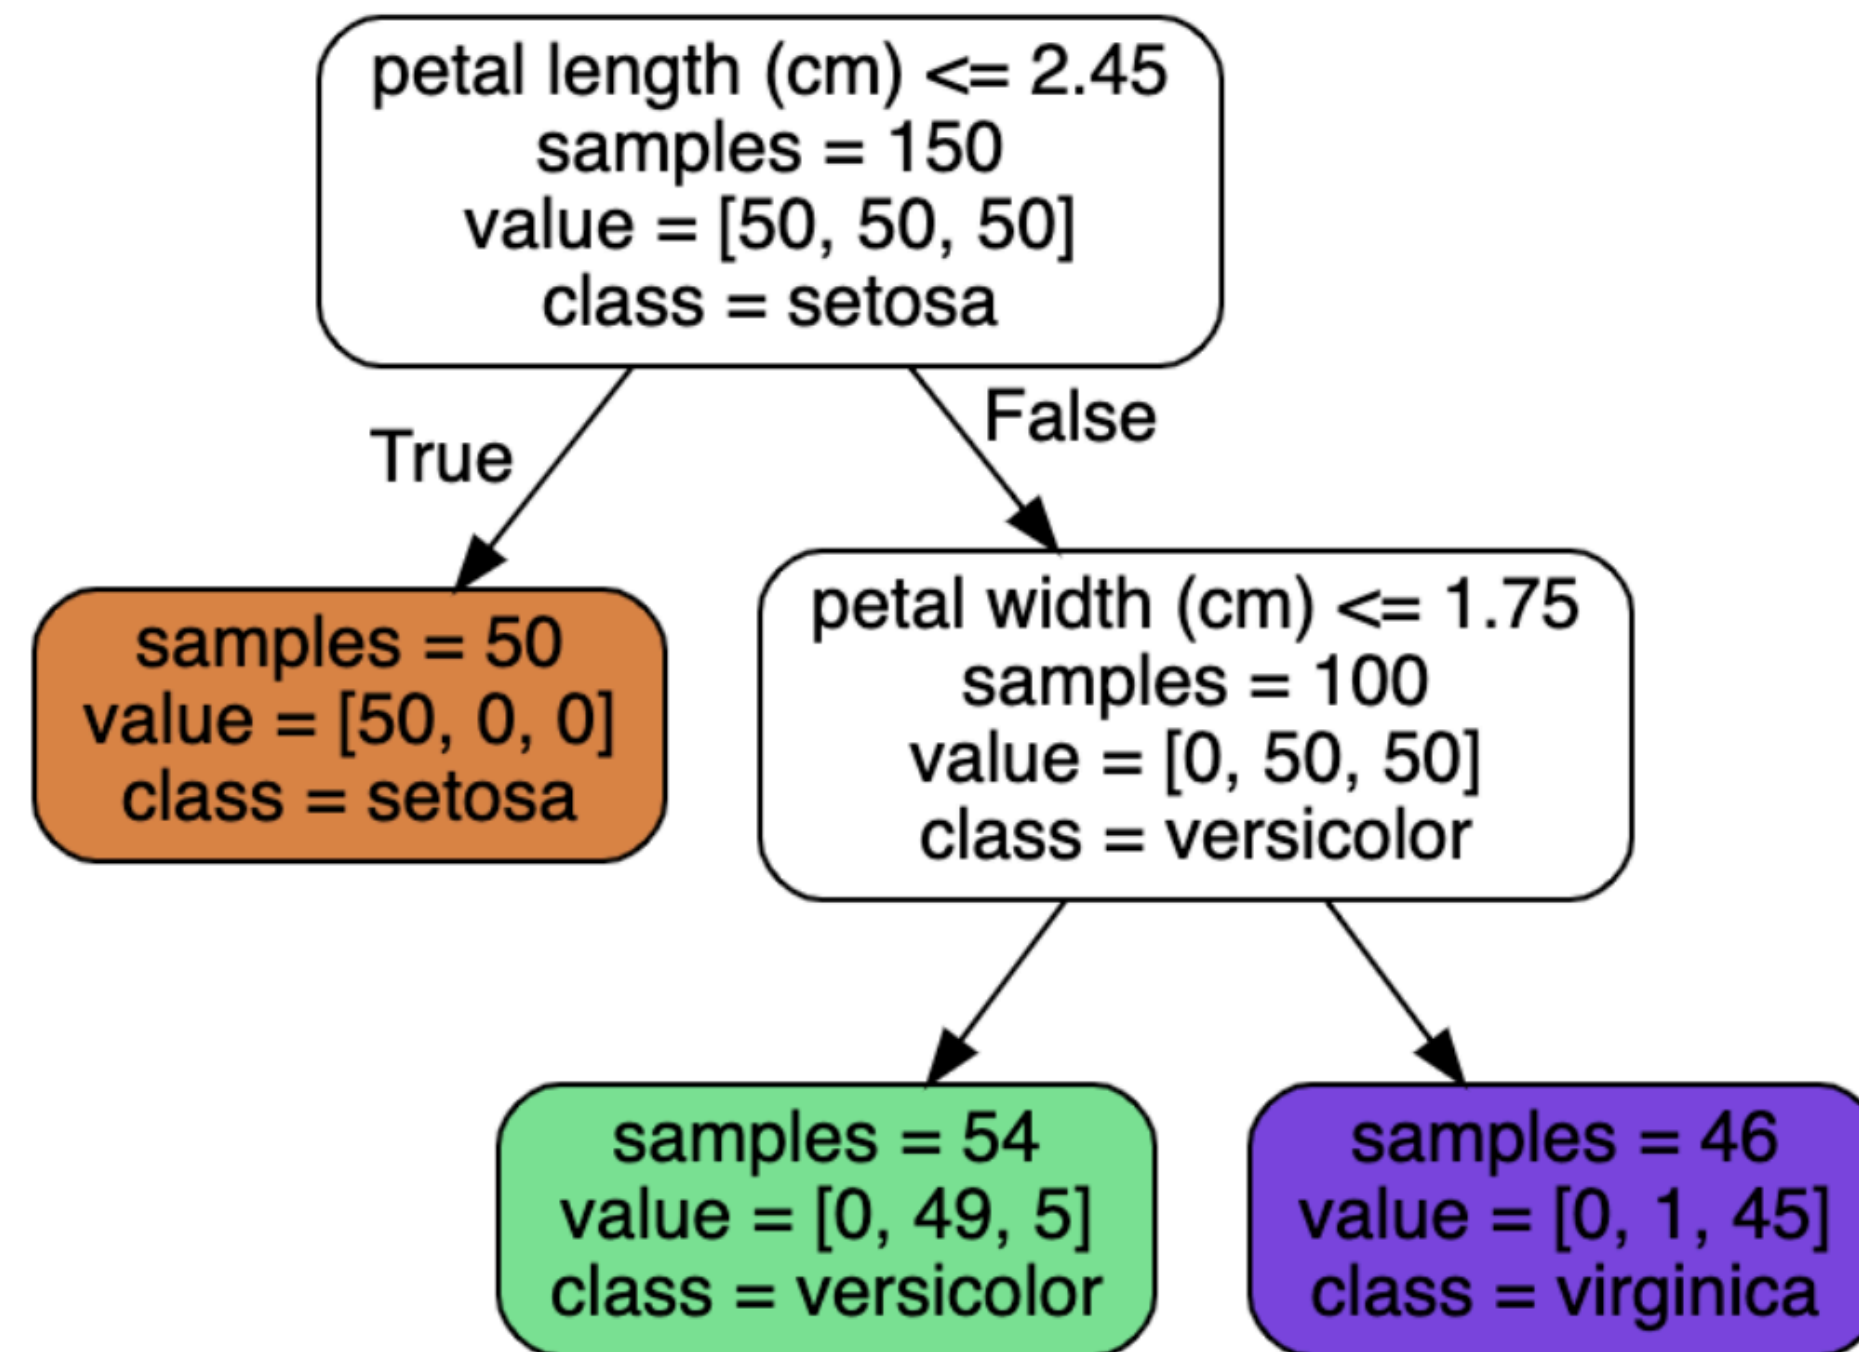 petal length (cm) <= 2.45
samples = 150
value = [50, 50, 50]
class = setosa
True
False
samples = 50
value = [50, 0, 0]
class = setosa
petal width (cm) <= 1.75
samples = 100
value = [0, 50, 50]
class = versicolor
samples = 54
value = [0, 49, 5]
class = versicolor
samples = 46
value = [0, 1, 45]
class = virginica